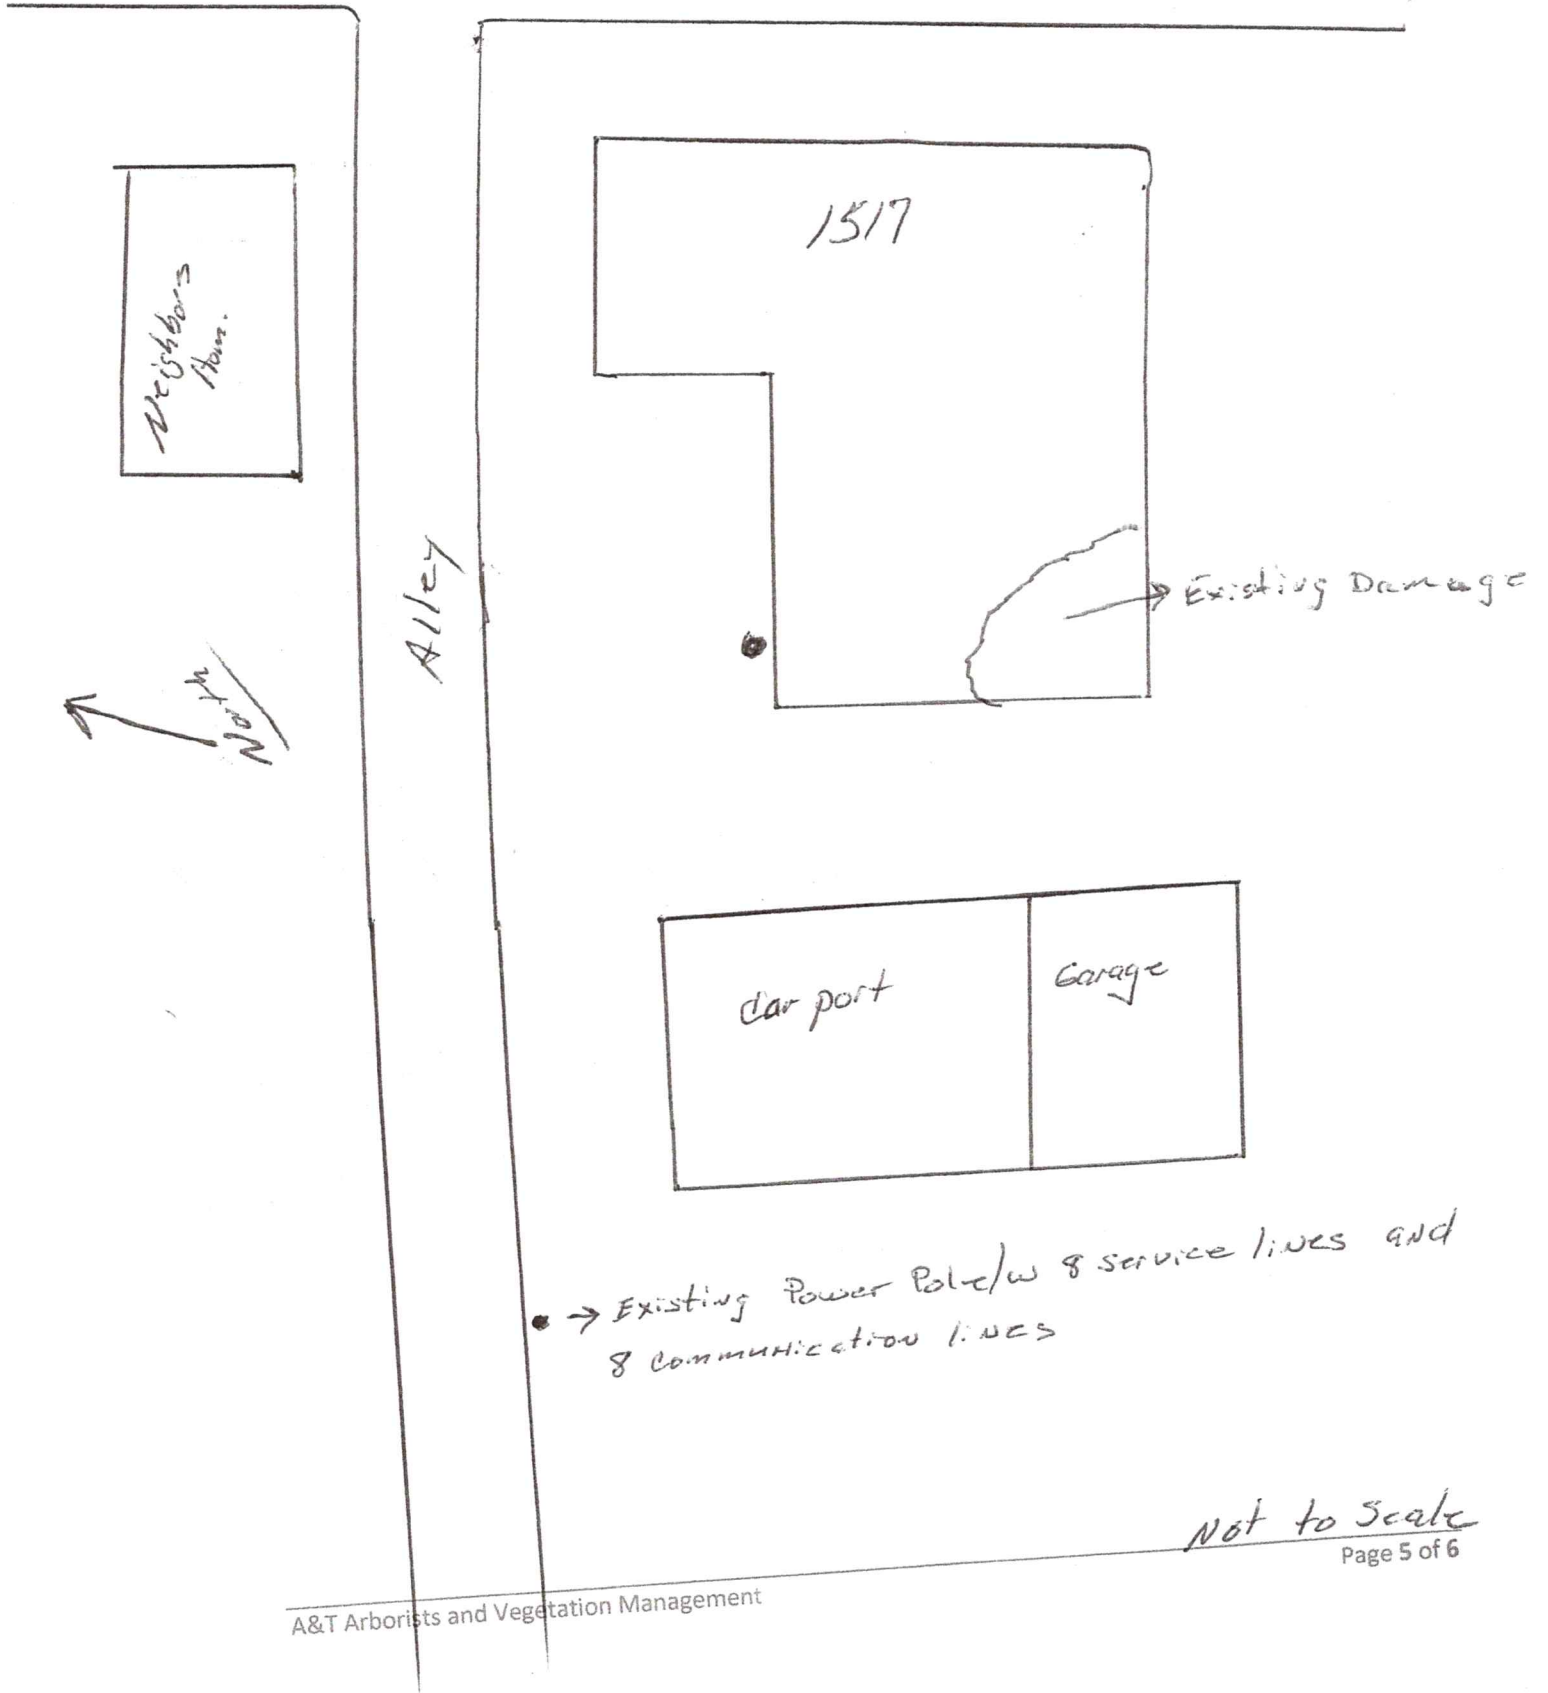 1517
Neighbors
Hom.
Alley
Existing Damage
North
Car port
Garage
Existing Power Pole/w 8 service lines and
8 communication lines
Not to Scale
Page 5 of 6
A&T Arborists and Vegetation Management